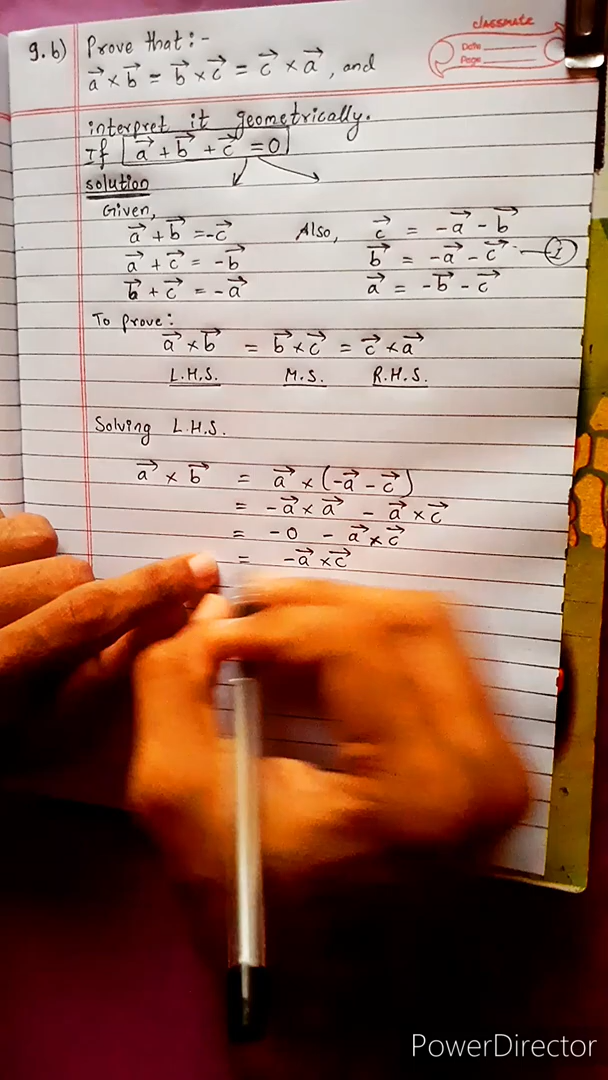 classmate
Date
Page
9. b) Prove that :-
a⃗ × b⃗ = b⃗ × c⃗ = c⃗ × a⃗ , and
interpret it geometrically.
If a⃗ + b⃗ + c⃗ = 0
solution
Given,
a⃗ + b⃗ = -c⃗ Also, c⃗ = -a⃗ - b⃗
a⃗ + c⃗ = -b⃗ b⃗ = -a⃗ - c⃗ — I
b⃗ + c⃗ = -a⃗ a⃗ = -b⃗ - c⃗
To prove :
a⃗ × b⃗ = b⃗ × c⃗ = c⃗ × a⃗
L.H.S. M.S. R.H.S.
Solving L.H.S.
a⃗ × b⃗ = a⃗ × (-a⃗ - c⃗)
= -a⃗ × a⃗ - a⃗ × c⃗
= -0 - a⃗ × c⃗
= -a⃗ × c⃗
PowerDirector